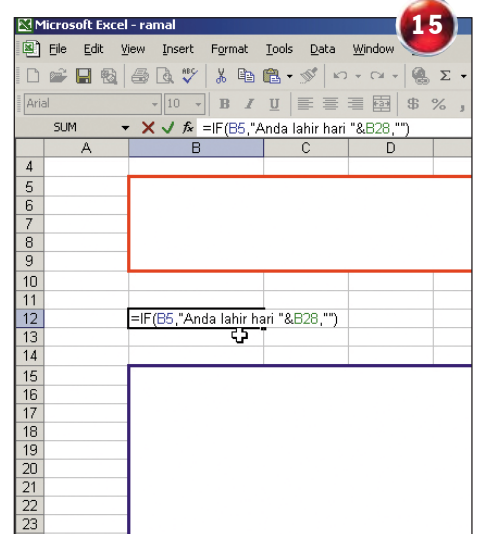 Microsoft Excel - ramal
15
File Edit View Insert Format Tools Data Window
ABC Σ
Arial 10 B I U $ % ,
SUM fx =IF(B5,"Anda lahir hari "&B28,"")
A B C D
4
5
6
7
8
9
10
11
12 =IF(B5,"Anda lahir hari "&B28,"")
13
14
15
16
17
18
19
20
21
22
23